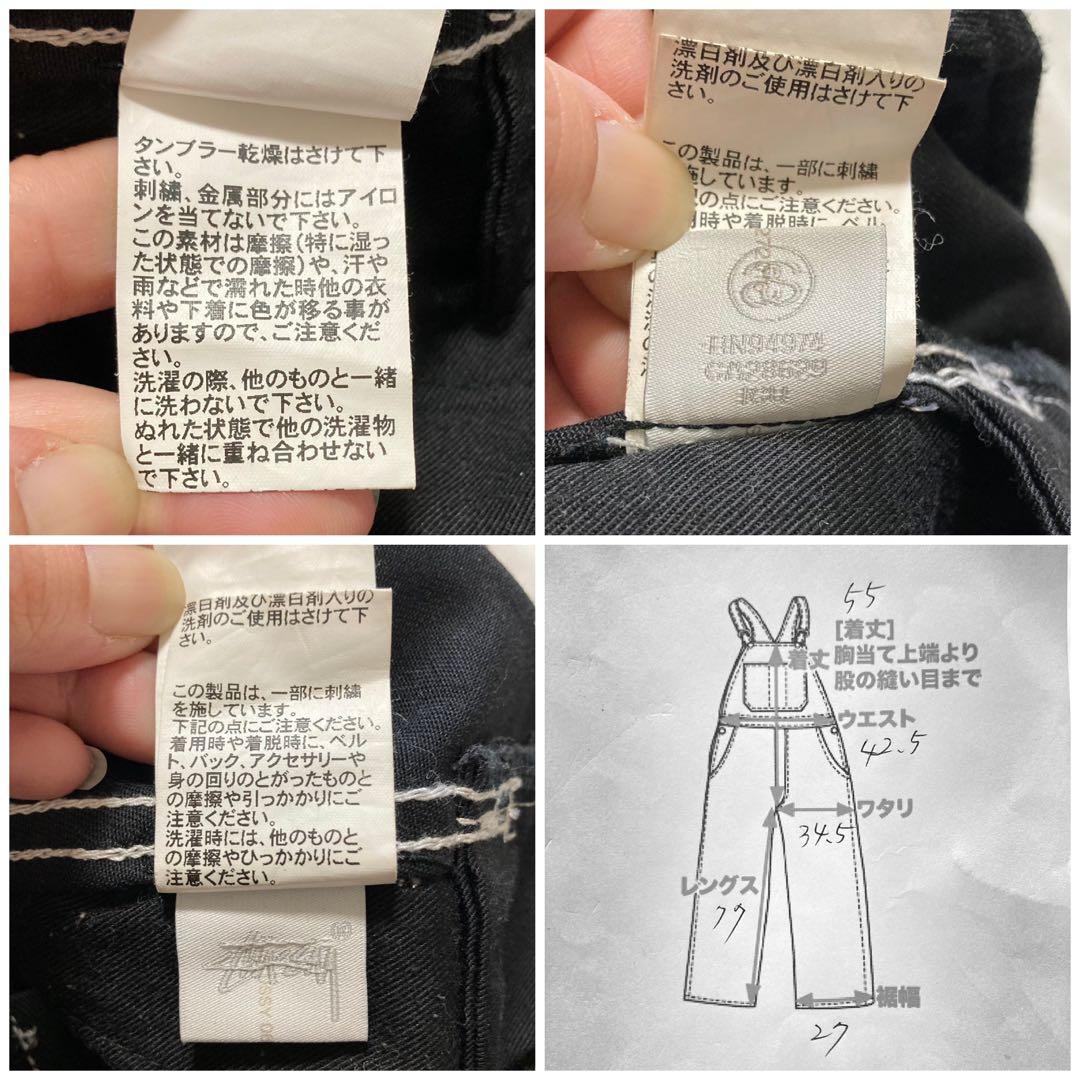 タンブラー乾燥はさけて下
さい。
刺繍、金属部分にはアイロ
ンを当てないで下さい。
この素材は摩擦(特に湿っ
た状態での摩擦)や、汗や
雨などで濡れた時他の衣
料や下着に色が移る事が
ありますので、ご注意くだ
さい。
洗濯の際、他のものと一緒
に洗わないで下さい。
ぬれた状態で他の洗濯物
と一緒に重ね合わせない
で下さい。
漂白剤及び漂白剤入りの
洗剤のご使用はさけて下
さい。
この製品は、一部に刺繍
施しています。
記の点にご注意ください。
用時や着脱時に、ベル
漂白剤及び漂白剤入りの
洗剤のご使用はさけて下
さい。
この製品は、一部に刺繍
を施しています。
下記の点にご注意ください。
着用時や着脱時に、ベル
ト、バック、アクセサリーや
身の回りのとがったものと
の摩擦や引っかかりにご
注意ください。
洗濯時には、他のものと
の摩擦やひっかかりにご
注意ください。
55
[着丈]
着丈 胸当て上端より
股の縫い目まで
ウエスト
42.5
ワタリ
34.5
レングス
77
裾幅
27